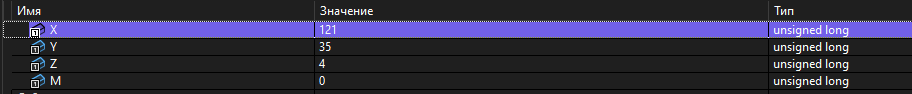 Имя Значение Тип
X 121 unsigned long
Y 35 unsigned long
Z 4 unsigned long
M 0 unsigned long